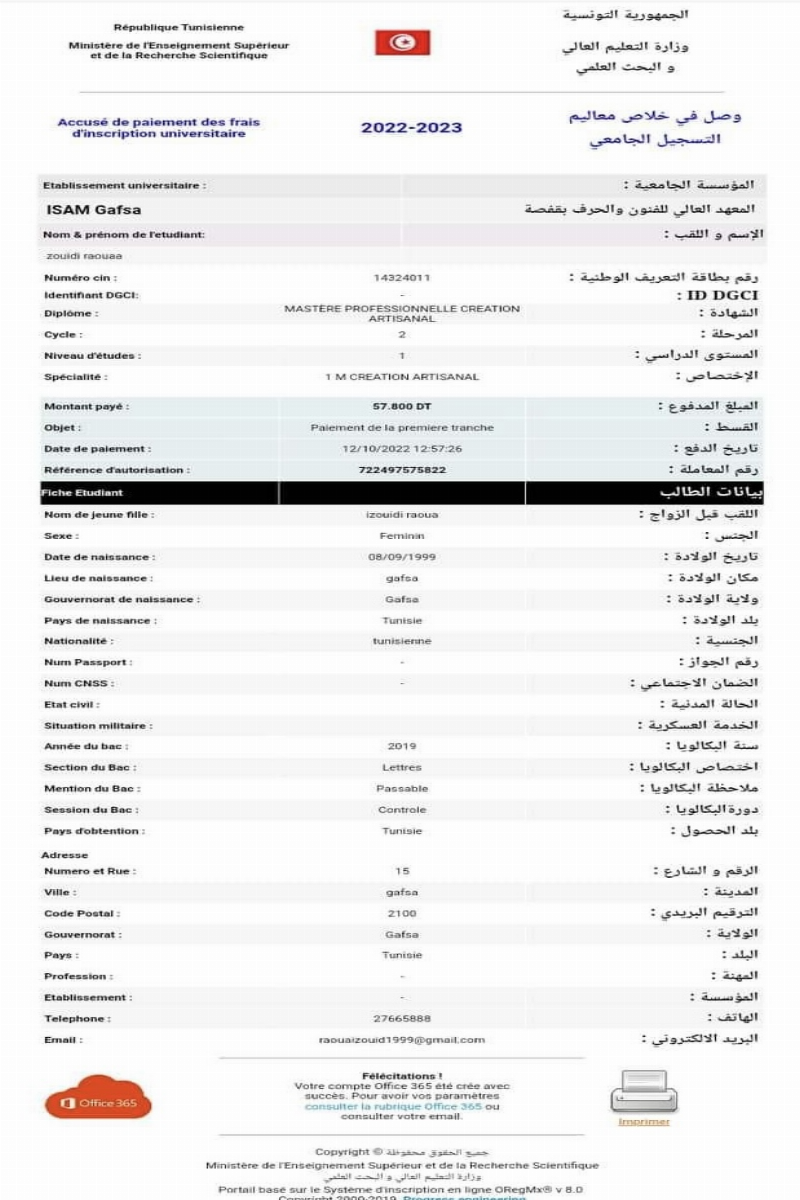 République Tunisienne
الجمهورية التونسية
Ministère de l'Enseignement Supérieur
et de la Recherche Scientifique
وزارة التعليم العالي
و البحث العلمي
Accusé de paiement des frais
d'inscription universitaire
2022-2023
وصل في خلاص معاليم
التسجيل الجامعي
Etablissement universitaire : المؤسسة الجامعية :
ISAM Gafsa المعهد العالي للفنون والحرف بقفصة
Nom & prénom de l'etudiant: الإسم و اللقب :
zouidi raouaa
Numéro cin : 14324011 رقم بطاقة التعريف الوطنية :
Identifiant DGCI: - ID DGCI :
Diplôme : MASTÈRE PROFESSIONNELLE CREATION
ARTISANAL الشهادة :
Cycle : 2 المرحلة :
Niveau d'études : 1 المستوى الدراسي :
Spécialité : 1 M CREATION ARTISANAL الإختصاص :
Montant payé : 57.800 DT المبلغ المدفوع :
Objet : Paiement de la premiere tranche القسط :
Date de paiement : 12/10/2022 12:57:26 تاريخ الدفع :
Référence d'autorisation : 722497575822 رقم المعاملة :
Fiche Etudiant بيانات الطالب
Nom de jeune fille : izouidi raoua اللقب قبل الزواج :
Sexe : Feminin الجنس :
Date de naissance : 08/09/1999 تاريخ الولادة :
Lieu de naissance : gafsa مكان الولادة :
Gouvernorat de naissance : Gafsa ولاية الولادة :
Pays de naissance : Tunisie بلد الولادة :
Nationalité : tunisienne الجنسية :
Num Passport : - رقم الجواز :
Num CNSS : - الضمان الاجتماعي :
Etat civil : الحالة المدنية :
Situation militaire : الخدمة العسكرية :
Année du bac : 2019 سنة البكالويا :
Section du Bac : Lettres اختصاص البكالويا :
Mention du Bac : Passable ملاحظة البكالويا :
Session du Bac : Controle دورةالبكالويا :
Pays d'obtention : Tunisie بلد الحصول :
Adresse
Numero et Rue : 15 الرقم و الشارع :
Ville : gafsa المدينة :
Code Postal : 2100 الترقيم البريدي :
Gouvernorat : Gafsa الولاية :
Pays : Tunisie البلد :
Profession : - المهنة :
Etablissement : - المؤسسة :
Telephone : 27665888 الهاتف :
Email : raouaizouid1999@gmail.com البريد الالكتروني :
Félécitations !
Votre compte Office 365 été crée avec
succès. Pour avoir vos paramètres
consulter la rubrique Office 365 ou
consulter votre email.
Office 365
Imprimer
Copyright © جميع الحقوق محفوظة
Ministère de l'Enseignement Supérieur et de la Recherche Scientifique
وزارة التعليم العالي و البحث العلمي
Portail basé sur le Système d'inscription en ligne ORegMx® v 8.0
Copyright 2000-2019, Progress engineering